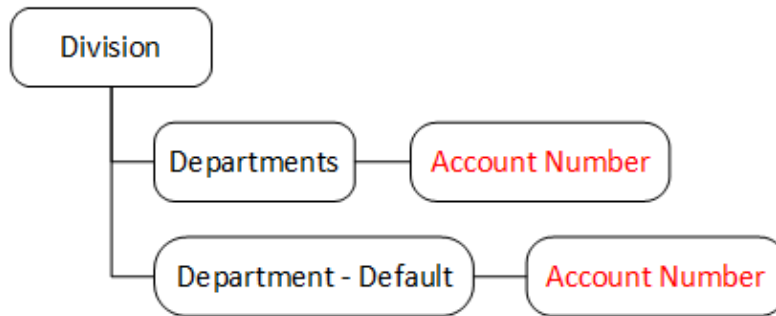 Division
Departments
Account Number
Department - Default
Account Number